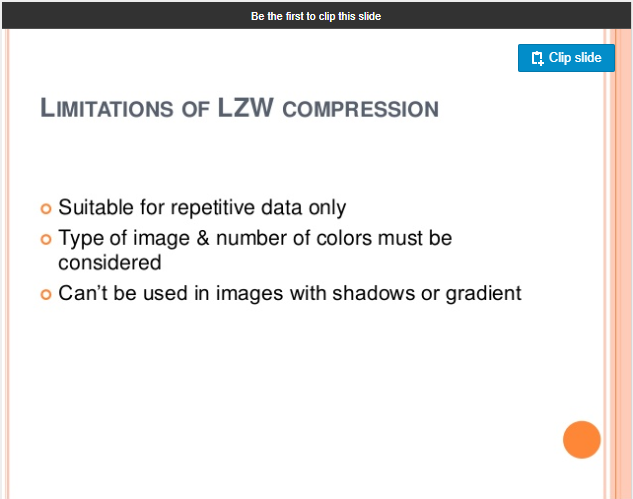 Be the first to clip this slide
Clip slide
LIMITATIONS OF LZW COMPRESSION
Suitable for repetitive data only
Type of image & number of colors must be
considered
Can't be used in images with shadows or gradient